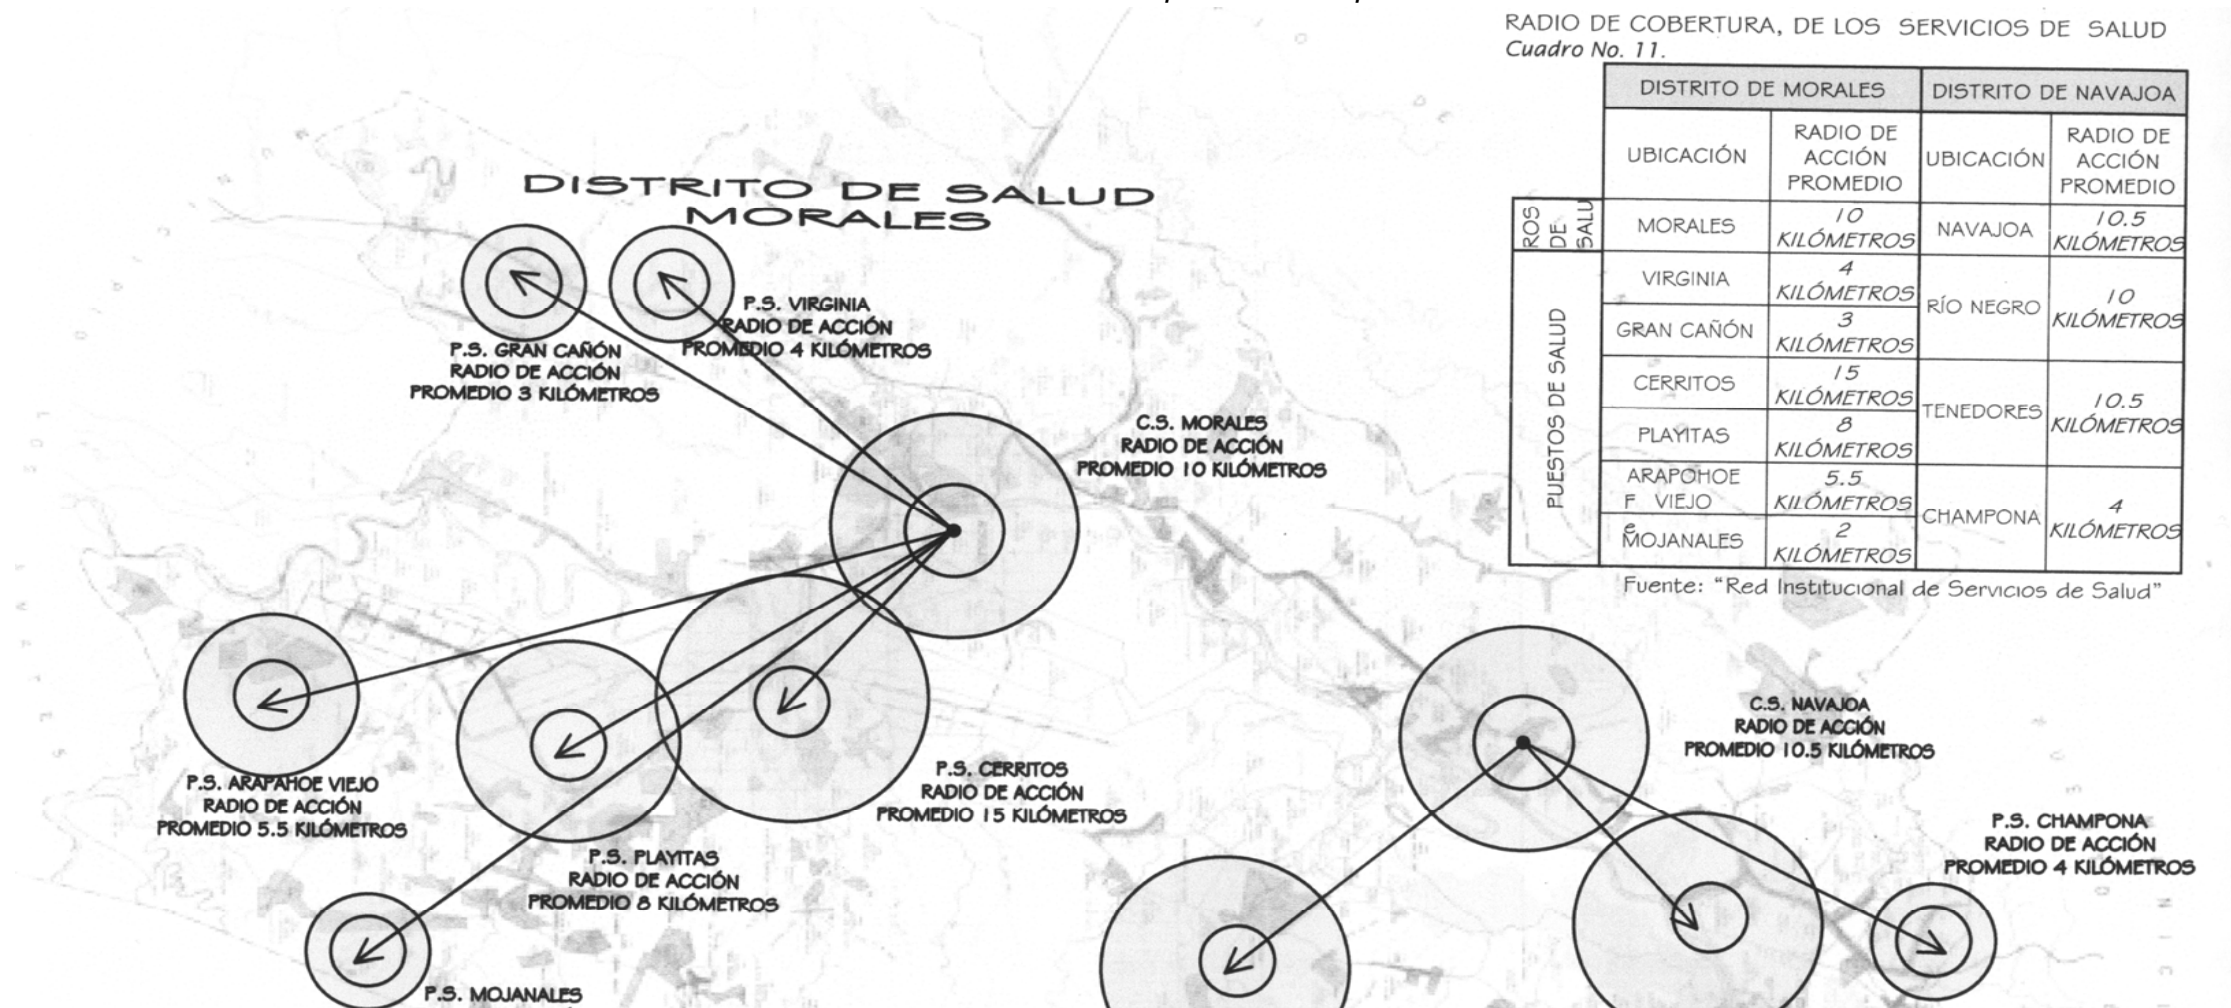 RADIO DE COBERTURA, DE LOS SERVICIOS DE SALUD
Cuadro No. 11.
DISTRITO DE MORALES
DISTRITO DE NAVAJOA
UBICACIÓN
RADIO DE
ACCIÓN
PROMEDIO
UBICACIÓN
RADIO DE
ACCIÓN
PROMEDIO
ROS
DE
SALU
MORALES
10
KILÓMETROS
NAVAJOA
10.5
KILÓMETROS
PUESTOS DE SALUD
VIRGINIA
4
KILÓMETROS
RÍO NEGRO
10
KILÓMETROS
GRAN CAÑÓN
3
KILÓMETROS
CERRITOS
15
KILÓMETROS
TENEDORES
10.5
KILÓMETROS
PLAYITAS
8
KILÓMETROS
ARAPOHOE
F VIEJO
5.5
KILÓMETROS
CHAMPONA
4
KILÓMETROS
e
MOJANALES
2
KILÓMETROS
Fuente: "Red Institucional de Servicios de Salud"
DISTRITO DE SALUD
MORALES
P.S. VIRGINIA
RADIO DE ACCIÓN
PROMEDIO 4 KILÓMETROS
P.S. GRAN CAÑÓN
RADIO DE ACCIÓN
PROMEDIO 3 KILÓMETROS
C.S. MORALES
RADIO DE ACCIÓN
PROMEDIO 10 KILÓMETROS
C.S. NAVAJOA
RADIO DE ACCIÓN
PROMEDIO 10.5 KILÓMETROS
P.S. ARAPAHOE VIEJO
RADIO DE ACCIÓN
PROMEDIO 5.5 KILÓMETROS
P.S. CERRITOS
RADIO DE ACCIÓN
PROMEDIO 15 KILÓMETROS
P.S. CHAMPONA
RADIO DE ACCIÓN
PROMEDIO 4 KILÓMETROS
P.S. PLAYITAS
RADIO DE ACCIÓN
PROMEDIO 8 KILÓMETROS
P.S. MOJANALES